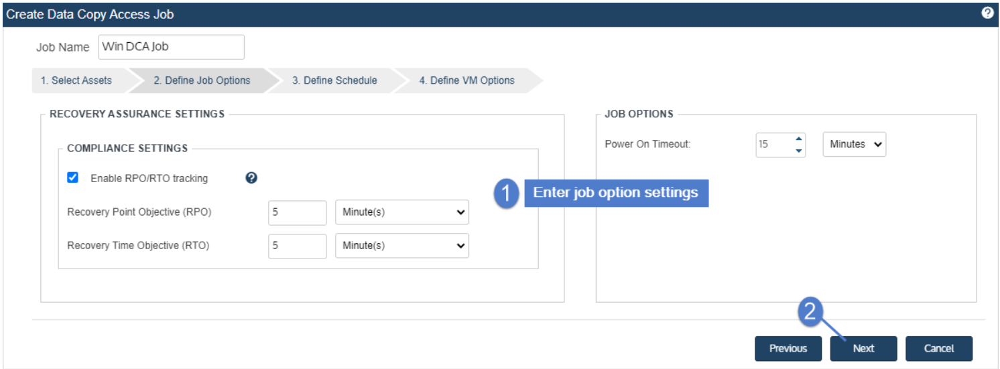 Create Data Copy Access Job ?
Job Name Win DCA Job
1. Select Assets 2. Define Job Options 3. Define Schedule 4. Define VM Options
RECOVERY ASSURANCE SETTINGS
COMPLIANCE SETTINGS
Enable RPO/RTO tracking ?
Recovery Point Objective (RPO) 5 Minute(s)
Recovery Time Objective (RTO) 5 Minute(s)
JOB OPTIONS
Power On Timeout: 15 Minutes
1 Enter job option settings
2
Previous Next Cancel